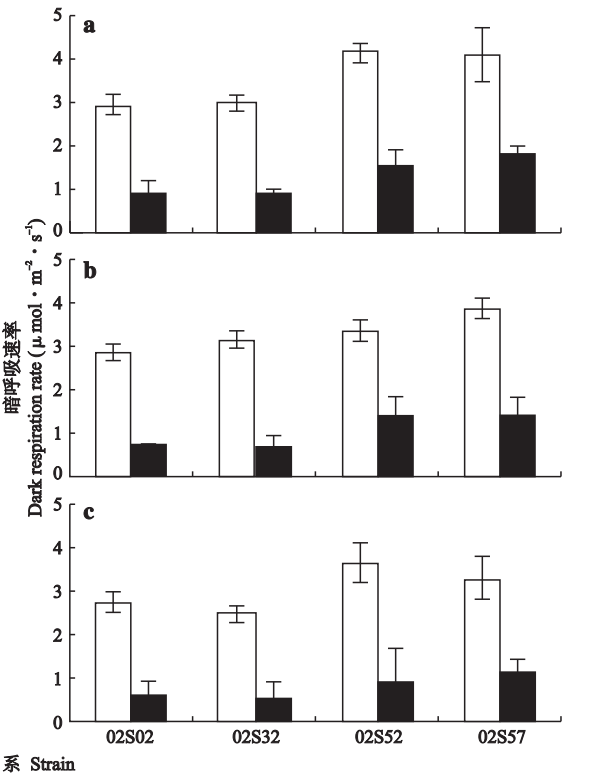 5
a
4
3
2
1
0
5
b
4
3
2
1
0
5
c
4
3
2
1
0
暗呼吸速率
Dark respiration rate ( μ mol · m⁻² · s⁻¹)
02S02 02S32 02S52 02S57
系 Strain